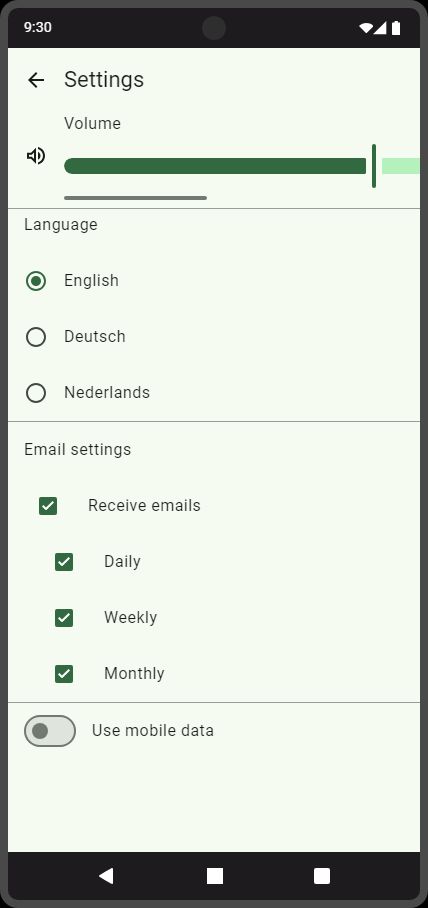 9:30
Settings
Volume
Language
English
Deutsch
Nederlands
Email settings
Receive emails
Daily
Weekly
Monthly
Use mobile data